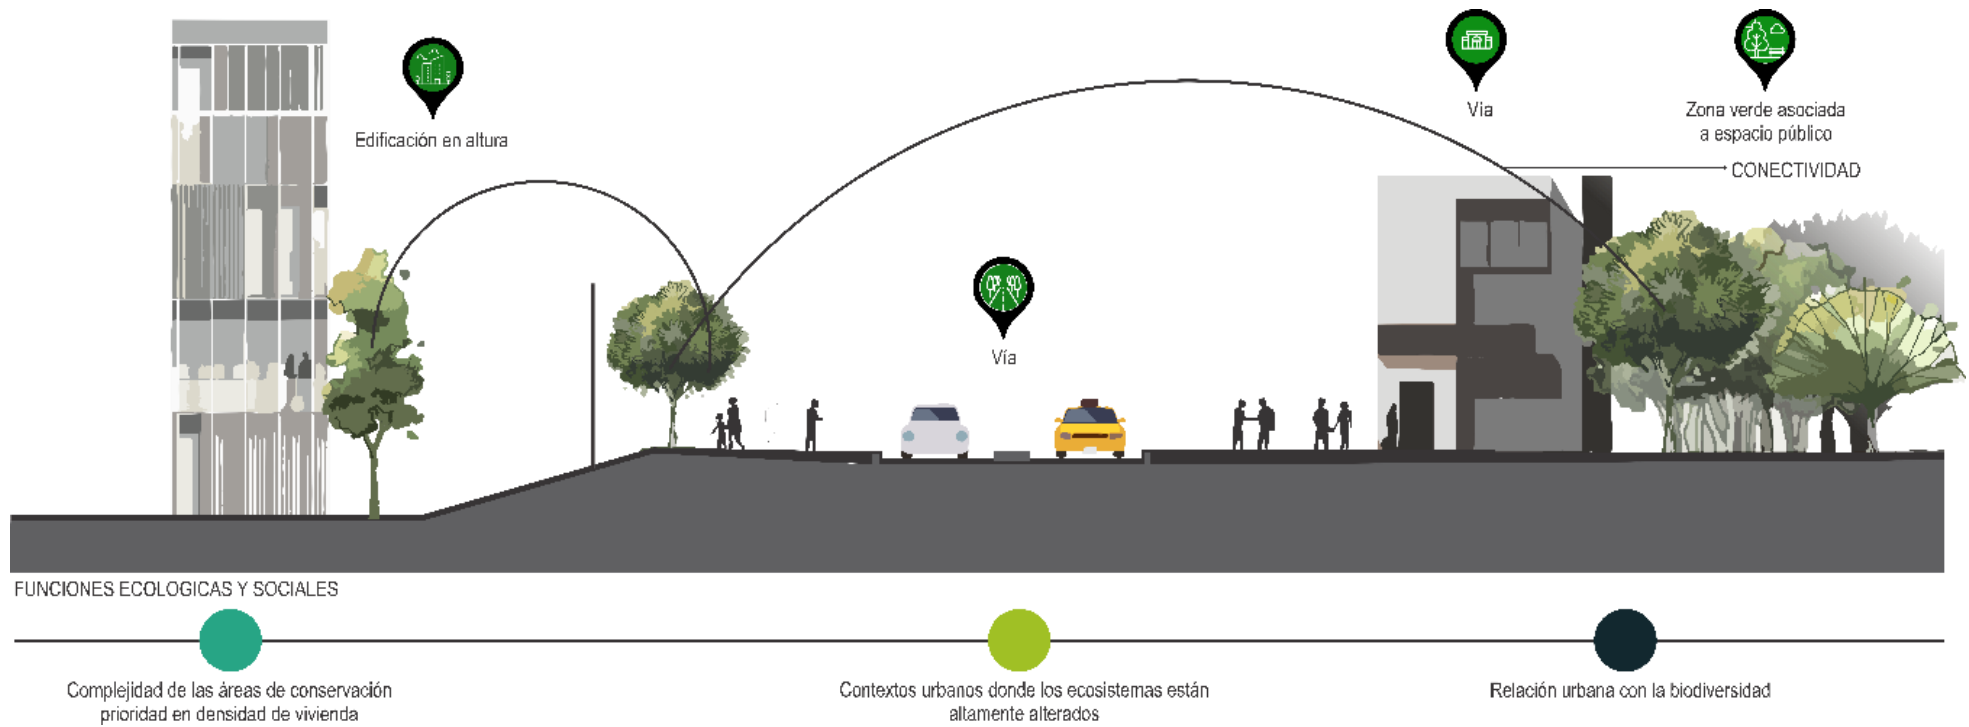 Edificación en altura
Vía
Zona verde asociada
a espacio público
CONECTIVIDAD
Vía
FUNCIONES ECOLOGICAS Y SOCIALES
Complejidad de las áreas de conservación
prioridad en densidad de vivienda
Contextos urbanos donde los ecosistemas están
altamente alterados
Relación urbana con la biodiversidad